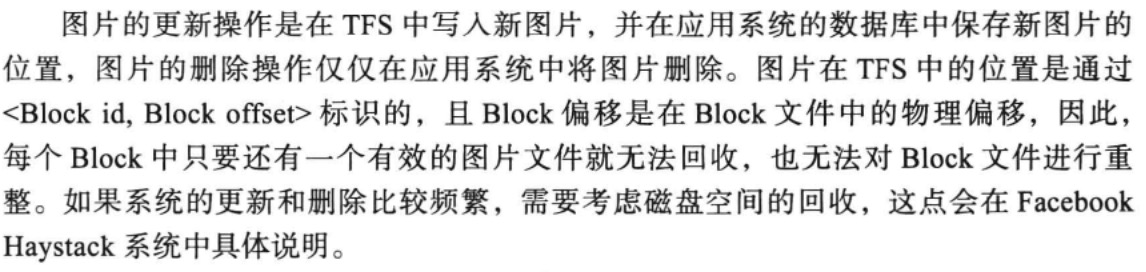 图片的更新操作是在 TFS 中写入新图片，并在应用系统的数据库中保存新图片的
位置，图片的删除操作仅仅在应用系统中将图片删除。图片在 TFS 中的位置是通过
<Block id, Block offset> 标识的，且 Block 偏移是在 Block 文件中的物理偏移，因此，
每个 Block 中只要还有一个有效的图片文件就无法回收，也无法对 Block 文件进行重
整。如果系统的更新和删除比较频繁，需要考虑磁盘空间的回收，这点会在 Facebook
Haystack 系统中具体说明。